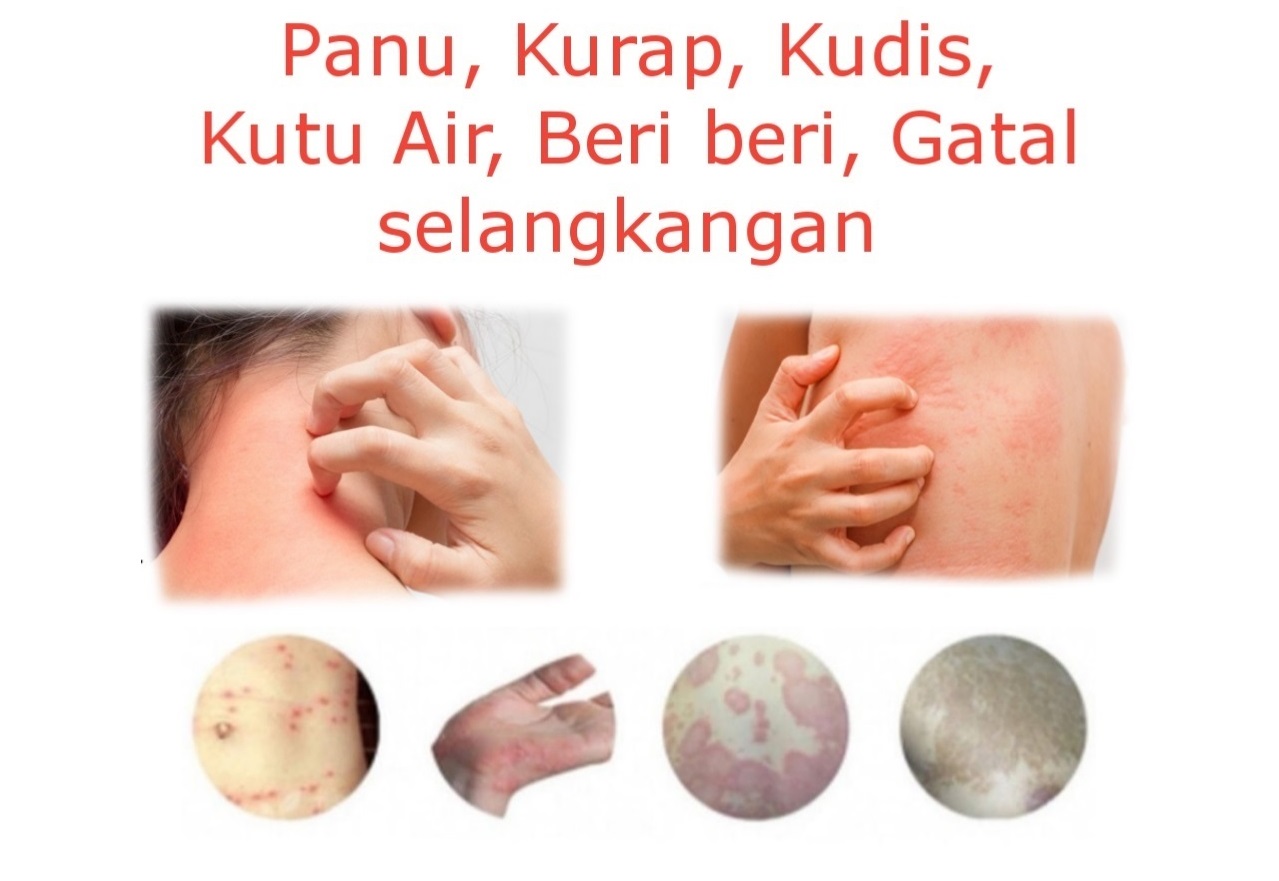 Panu, Kurap, Kudis,
Kutu Air, Beri beri, Gatal
selangkangan